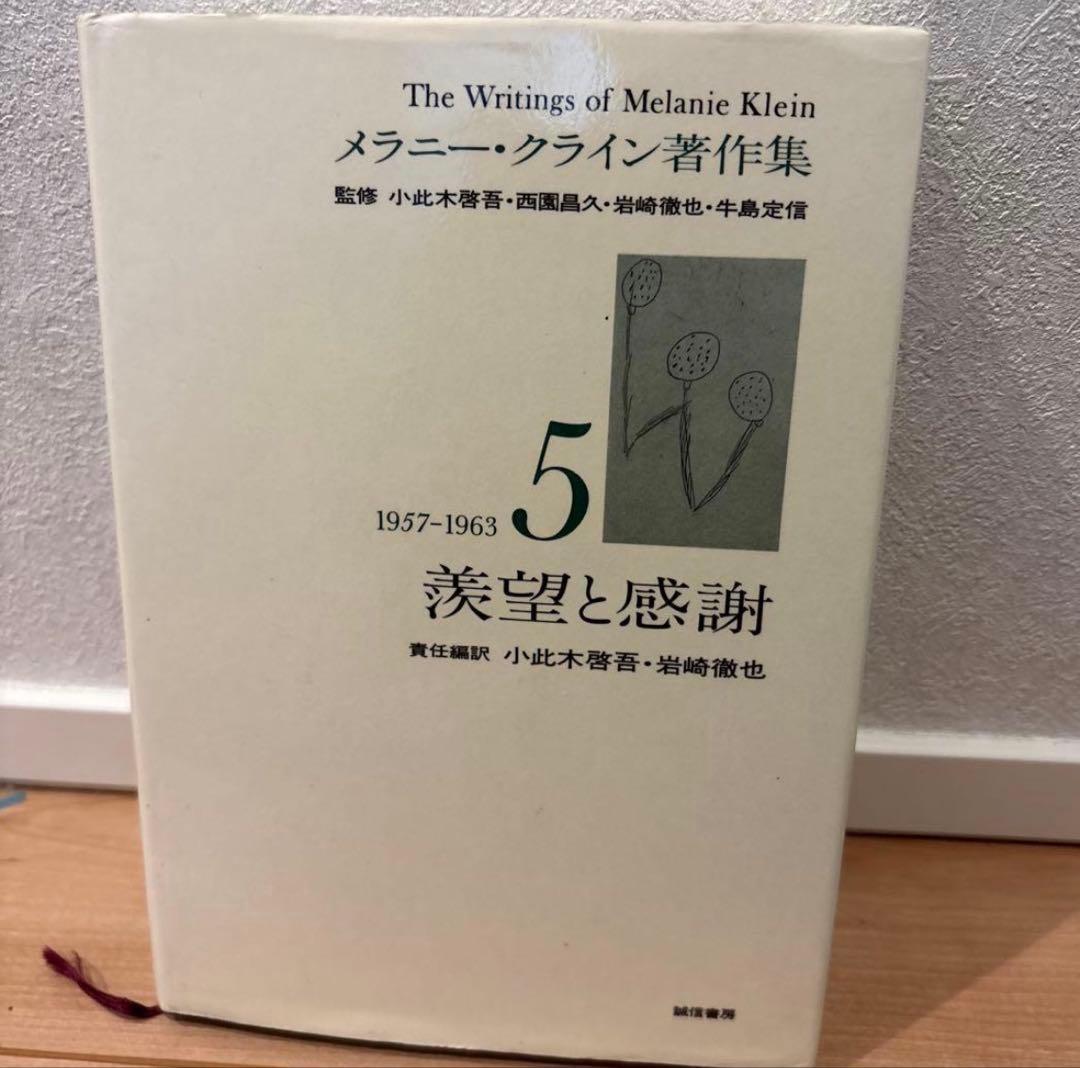 The Writings of Melanie Klein
メラニー・クライン著作集
監修 小此木啓吾・西園昌久・岩崎徹也・牛島定信
5
1957-1963
羨望と感謝
責任編訳 小此木啓吾・岩崎徹也
誠信書房